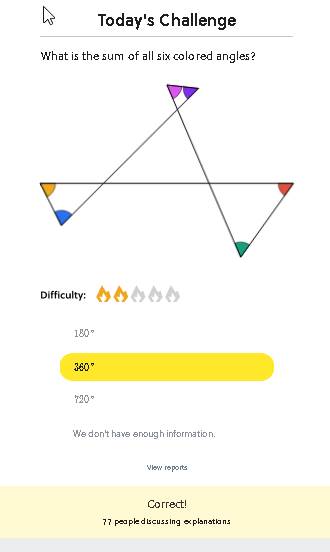 Today's Challenge
What is the sum of all six colored angles?
Difficulty:
180°
360°
720°
We don't have enough information.
View reports
Correct!
77 people discussing explanations